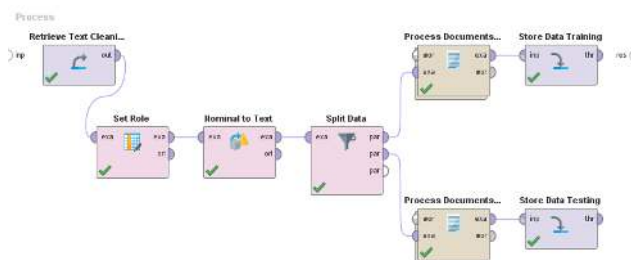 Process
Retrieve Text Cleani...
inp
out
Set Role
exa
exa
ori
Nominal to Text
exa
exa
ori
Split Data
exa
par
par
par
Process Documents...
wor
exa
exa
wor
Store Data Training
inp
thr
res
Process Documents...
wor
exa
exa
wor
Store Data Testing
inp
thr